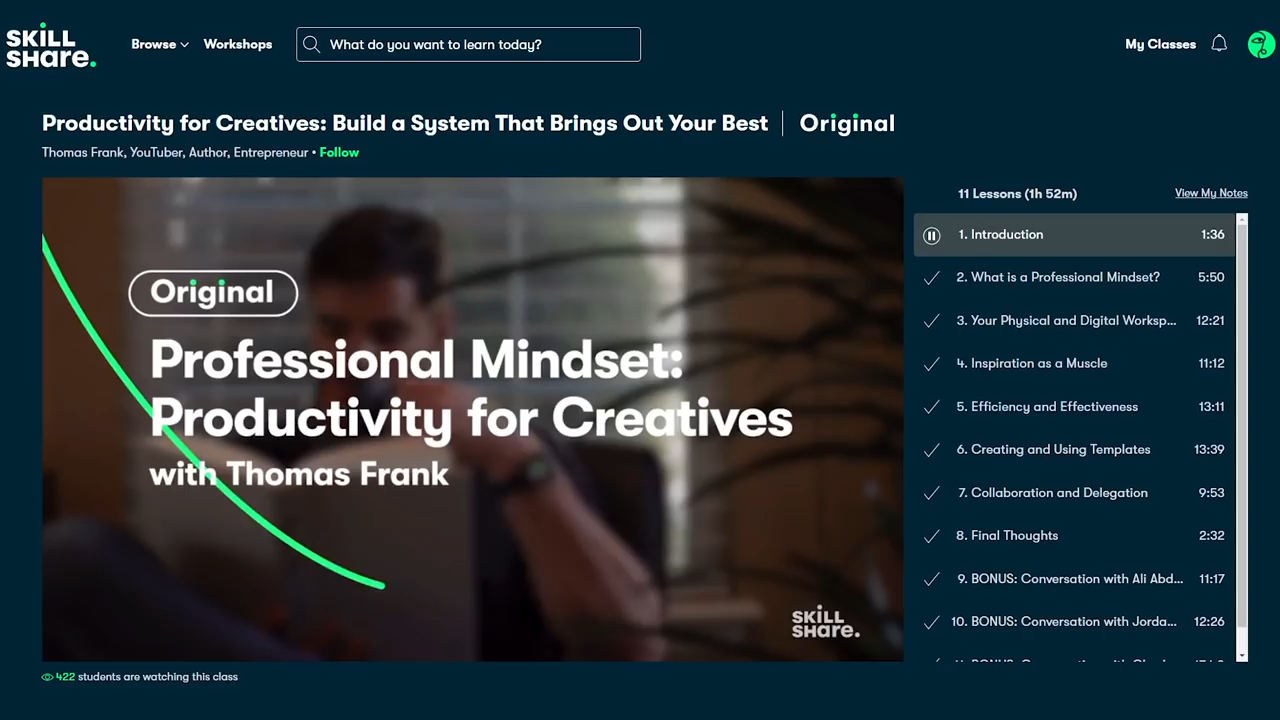 SKILL
SHARE.
Browse
Workshops
What do you want to learn today?
My Classes
Productivity for Creatives: Build a System That Brings Out Your Best
Original
Thomas Frank, YouTuber, Author, Entrepreneur • Follow
Original
Professional Mindset:
Productivity for Creatives
with Thomas Frank
SKILL
SHARE.
422 students are watching this class
11 Lessons (1h 52m)
View My Notes
1. Introduction 1:36
2. What is a Professional Mindset? 5:50
3. Your Physical and Digital Worksp... 12:21
4. Inspiration as a Muscle 11:12
5. Efficiency and Effectiveness 13:11
6. Creating and Using Templates 13:39
7. Collaboration and Delegation 9:53
8. Final Thoughts 2:32
9. BONUS: Conversation with Ali Abd... 11:17
10. BONUS: Conversation with Jorda... 12:26